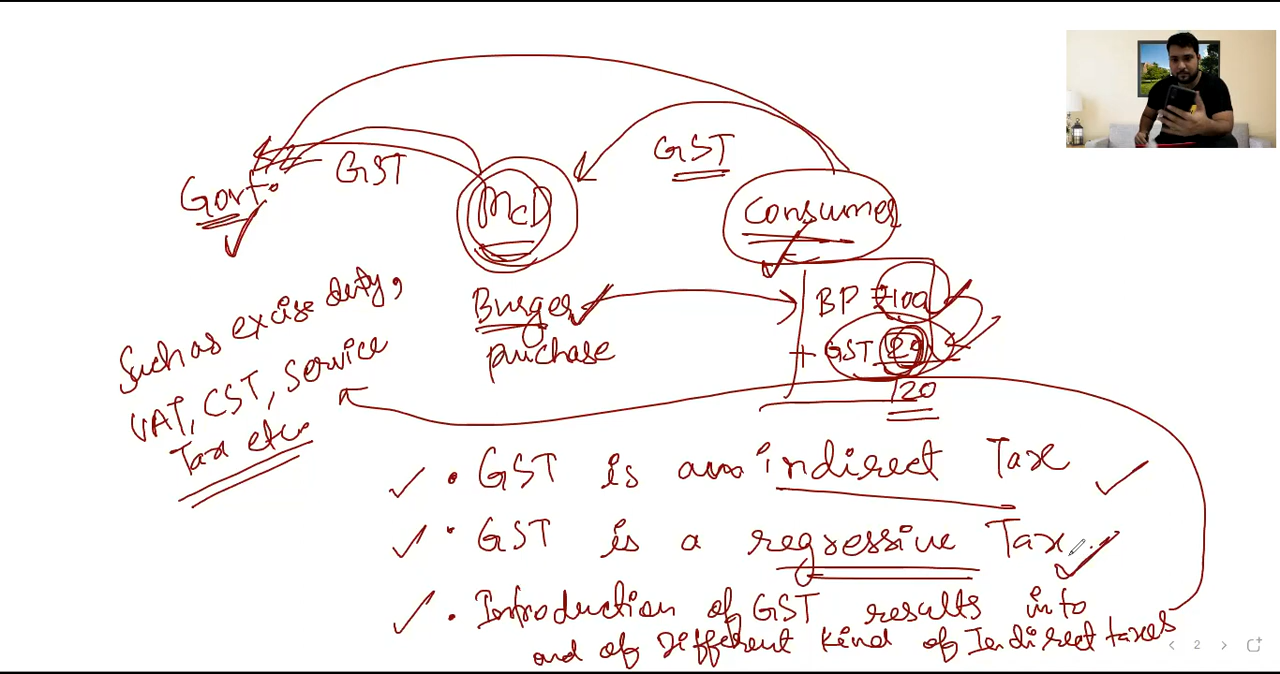 GST
GST
Govt.
McD
Consumer
Such as excise duty,
VAT, CST, Service
Tax etc.
Burger
purchase
BP ₹100
+ GST 20
120
• GST is an indirect Tax
• GST is a regressive Tax
• Introduction of GST results into
end of Different kind of Indirect taxes
2